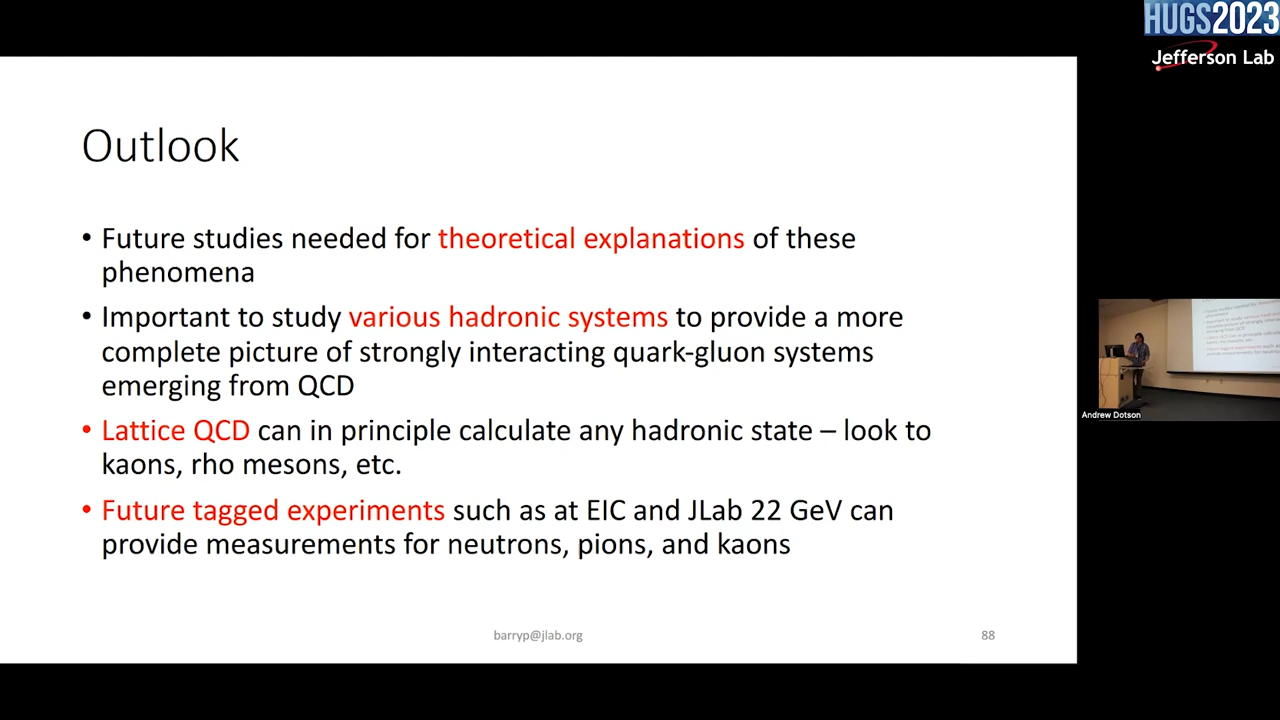 HUGS2023
Jefferson Lab
Outlook
• Future studies needed for theoretical explanations of these
phenomena
• Important to study various hadronic systems to provide a more
complete picture of strongly interacting quark-gluon systems
emerging from QCD
• Lattice QCD can in principle calculate any hadronic state – look to
kaons, rho mesons, etc.
• Future tagged experiments such as at EIC and JLab 22 GeV can
provide measurements for neutrons, pions, and kaons
barryp@jlab.org
88
Andrew Dotson